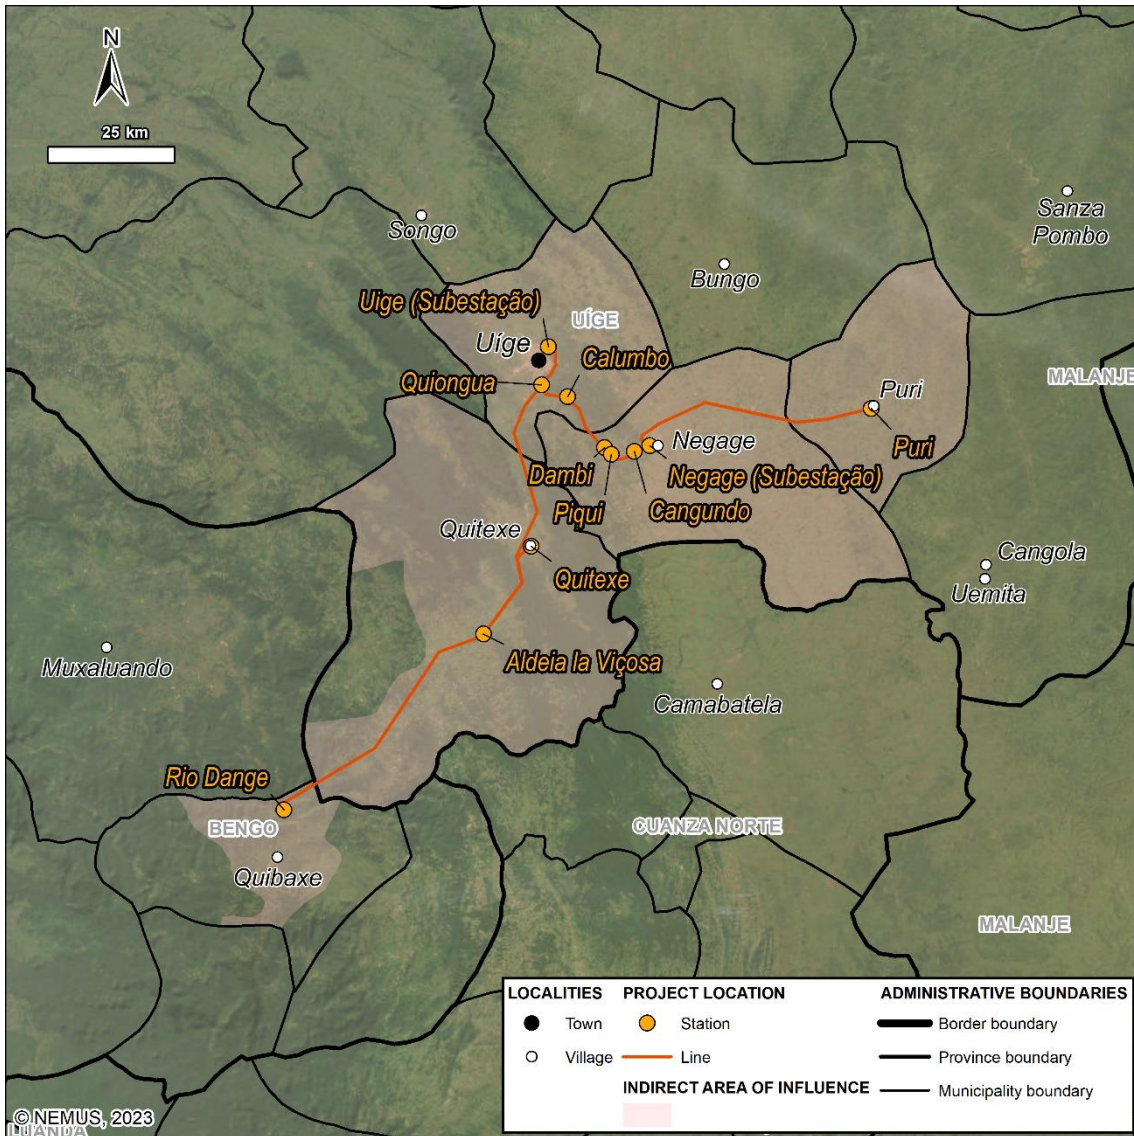 N
25 km
Songo
Sanza
Pombo
Bungo
Uige (Subestação)
UÍGE
Uíge
Calumbo
MALANJE
Quiongua
Puri
Negage
Puri
Dambi
Negage (Subestação)
Piqui
Cangundo
Quitexe
Cangola
Quitexe
Uemita
Muxaluando
Aldeia la Viçosa
Camabatela
Rio Dange
BENGO
CUANZA NORTE
Quibaxe
MALANJE
LOCALITIES
Town
Village
PROJECT LOCATION
Station
Line
INDIRECT AREA OF INFLUENCE
ADMINISTRATIVE BOUNDARIES
Border boundary
Province boundary
Municipality boundary
© NEMUS, 2023
LUANDA